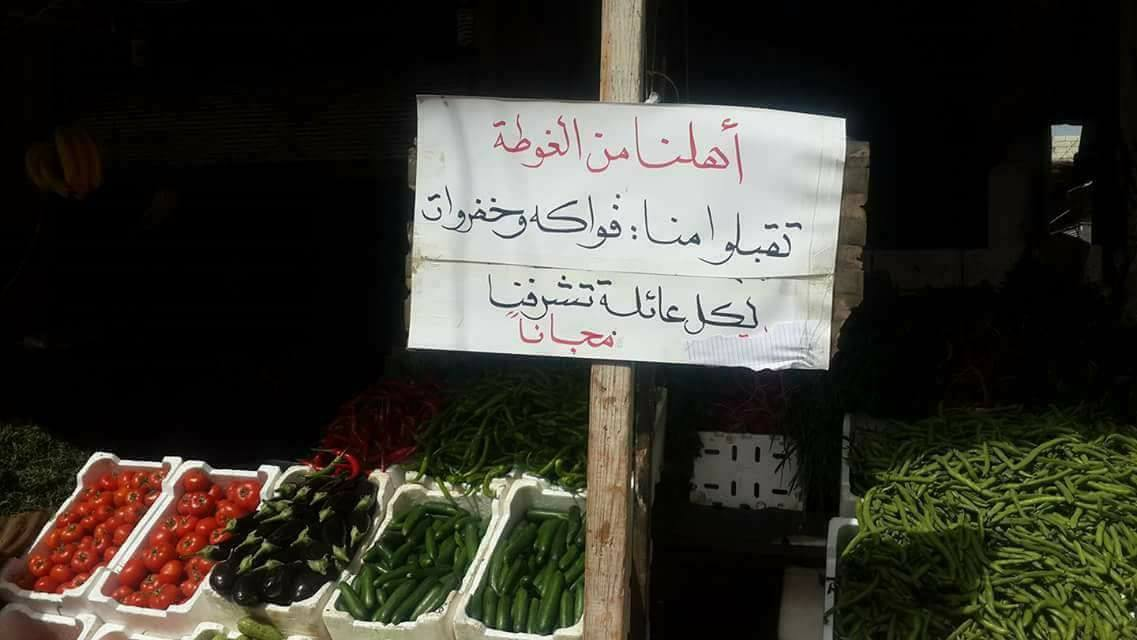 أهلنا من الغوطة
تقبلوا منا : فواكه وخضروات
لكل عائلة تشرفنا
مجاناً